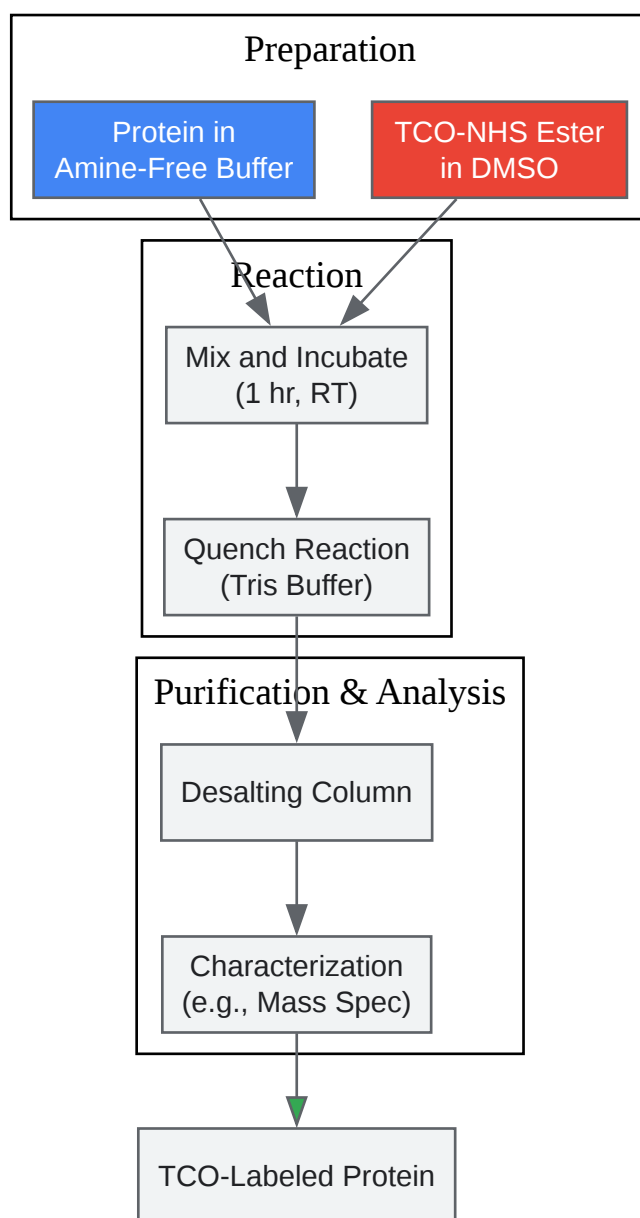 Preparation
Protein in
Amine-Free Buffer
TCO-NHS Ester
in DMSO
Reaction
Mix and Incubate
(1 hr, RT)
Quench Reaction
(Tris Buffer)
Purification & Analysis
Desalting Column
Characterization
(e.g., Mass Spec)
TCO-Labeled Protein